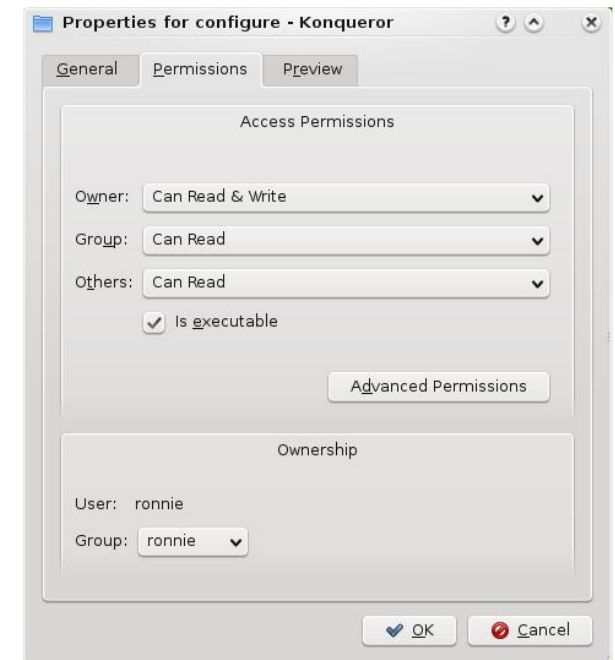 Properties for configure - Konqueror
General Permissions Preview
Access Permissions
Owner: Can Read & Write
Group: Can Read
Others: Can Read
Is executable
Advanced Permissions
Ownership
User: ronnie
Group: ronnie
OK Cancel